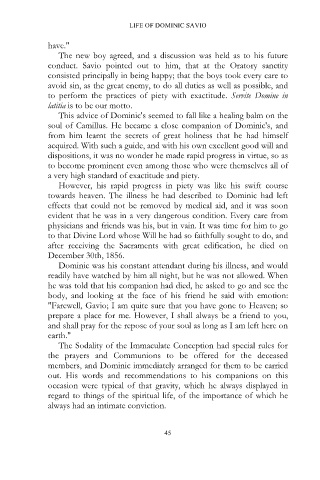 LIFE OF DOMINIC SAVIO
have."
The new boy agreed, and a discussion was held as to his future
conduct. Savio pointed out to him, that at the Oratory sanctity
consisted principally in being happy; that the boys took every care to
avoid sin, as the great enemy, to do all duties as well as possible, and
to perform the practices of piety with exactitude. Servite Domino in
latitia is to be our motto.
This advice of Dominic's seemed to fall like a healing balm on the
soul of Camillus. He became a close companion of Dominic's, and
from him learnt the secrets of great holiness that he had himself
acquired. With such a guide, and with his own excellent good will and
dispositions, it was no wonder he made rapid progress in virtue, so as
to become prominent even among those who were themselves all of
a very high standard of exactitude and piety.
However, his rapid progress in piety was like his swift course
towards heaven. The illness he had described to Dominic had left
effects that could not be removed by medical aid, and it was soon
evident that he was in a very dangerous condition. Every care from
physicians and friends was his, but in vain. It was time for him to go
to that Divine Lord whose Will he had so faithfully sought to do, and
after receiving the Sacraments with great edification, he died on
December 30th, 1856.
Dominic was his constant attendant during his illness, and would
readily have watched by him all night, but he was not allowed. When
he was told that his companion had died, he asked to go and see the
body, and looking at the face of his friend he said with emotion:
"Farewell, Gavio; I am quite sure that you have gone to Heaven; so
prepare a place for me. However, I shall always be a friend to you,
and shall pray for the repose of your soul as long as I am left here on
earth."
The Sodality of the Immaculate Conception had special rules for
the prayers and Communions to be offered for the deceased
members, and Dominic immediately arranged for them to be carried
out. His words and recommendations to his companions on this
occasion were typical of that gravity, which he always displayed in
regard to things of the spiritual life, of the importance of which he
always had an intimate conviction.
45